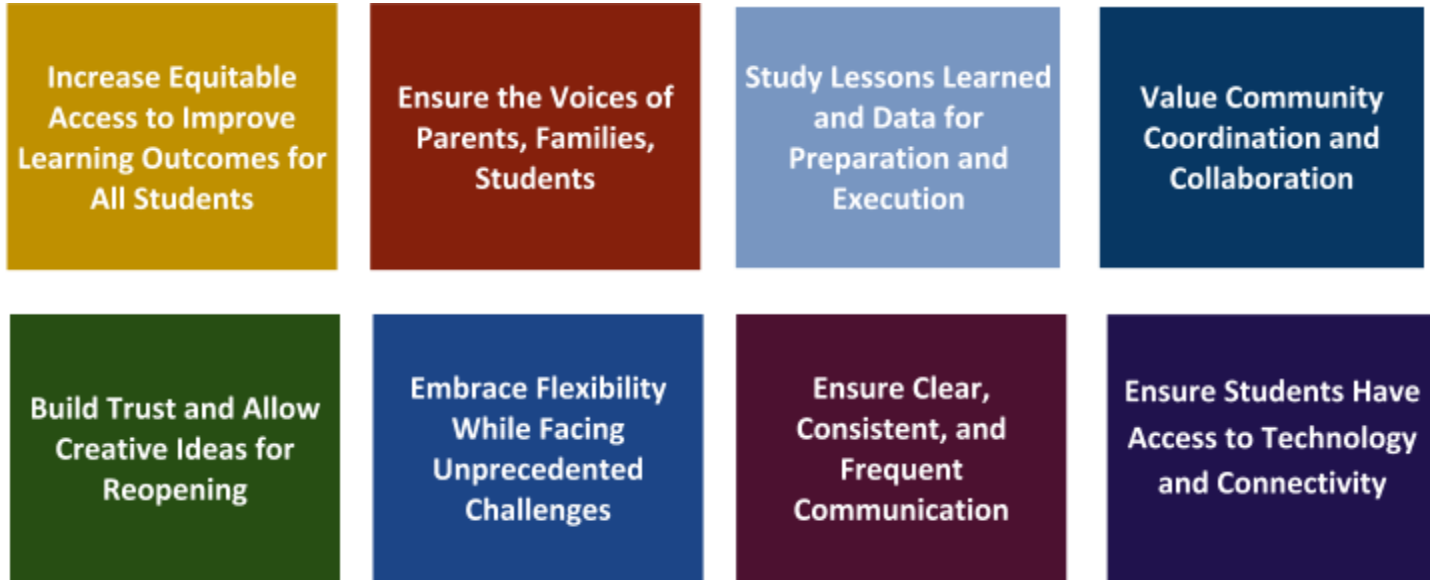 Increase Equitable
Access to Improve
Learning Outcomes for
All Students
Ensure the Voices of
Parents, Families,
Students
Study Lessons Learned
and Data for
Preparation and
Execution
Value Community
Coordination and
Collaboration
Build Trust and Allow
Creative Ideas for
Reopening
Embrace Flexibility
While Facing
Unprecedented
Challenges
Ensure Clear,
Consistent, and
Frequent
Communication
Ensure Students Have
Access to Technology
and Connectivity